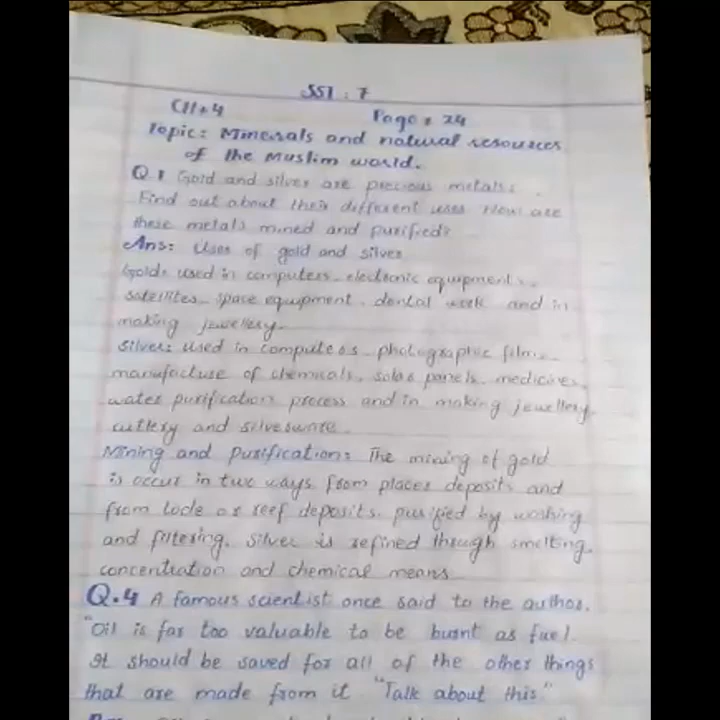 SST : 7
CH # 4 Page # 24
Topic: Minerals and natural resources
of the Muslim world.
Q.1 Gold and silver are precious metals.
Find out about their different uses. How are
these metals mined and purified?
Ans: Uses of gold and silver
Gold: used in computers, electronic equipments,
satellites, space equipment, dental work and in
making jewellery.
Silver: used in computers, photographic film,
manufacture of chemicals, solar panels, medicines,
water purification process and in making jewellery,
cutlery and silverware.
Mining and purification: The mining of gold
is occur in two ways from placer deposits and
from lode or reef deposits. purified by washing
and filtering. Silver is refined through smelting,
concentration and chemical means.
Q.4 A famous scientist once said to the author.
"Oil is far too valuable to be burnt as fuel.
It should be saved for all of the other things
that are made from it "Talk about this"